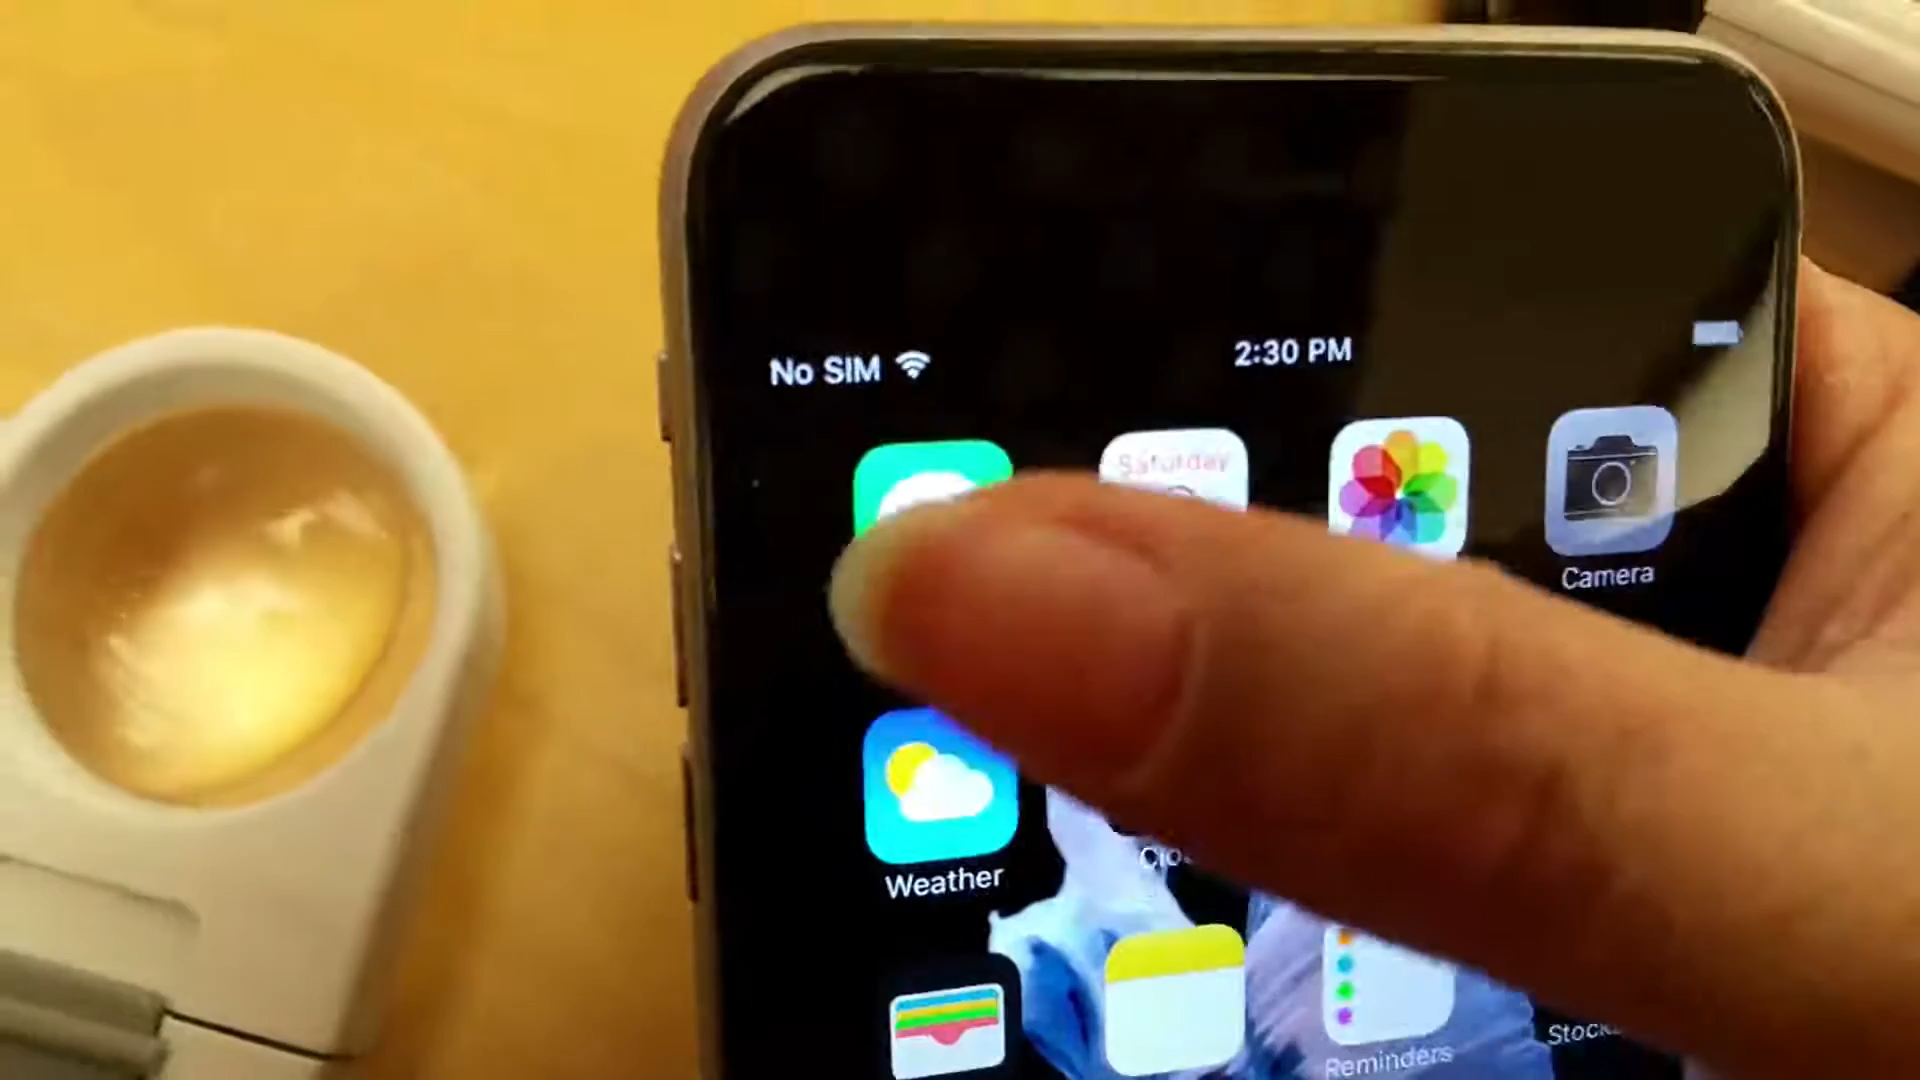 No SIM
2:30 PM
Saturday
Camera
Weather
Reminders